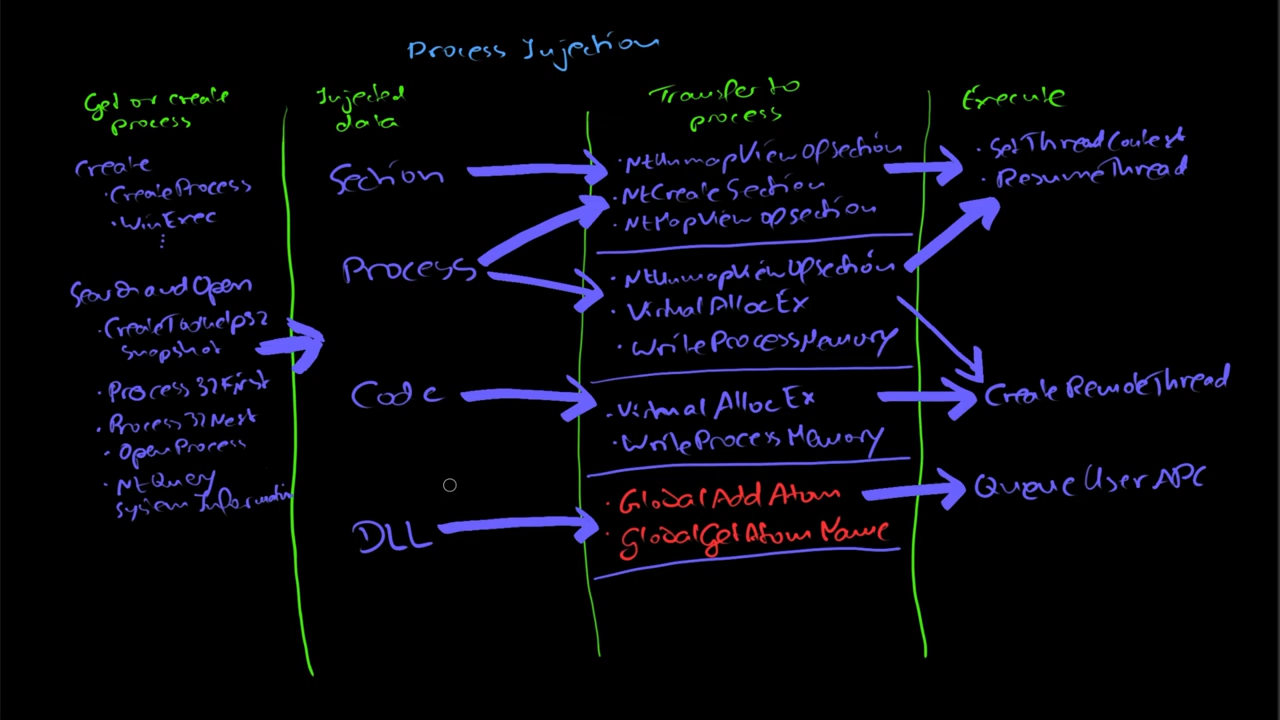 Process Injection
Get or create
process
Create
·CreateProcess
·WinExec
Search and Open
·CreateToolhelp32
snapshot
·Process32First
·Process32Next
·OpenProcess
·NtQuery
System Information
Injected
data
Section
Process
Code
DLL
Transfer to
process
·NtUnmapViewOfSection
·NtCreateSection
·NtMapViewOfSection
·NtUnmapViewOfSection
·VirtualAllocEx
·WriteProcessMemory
·VirtualAllocEx
·WriteProcessMemory
·GlobalAddAtom
·GlobalGetAtomName
Execute
·SetThreadContext
·ResumeThread
CreateRemoteThread
QueueUserAPC